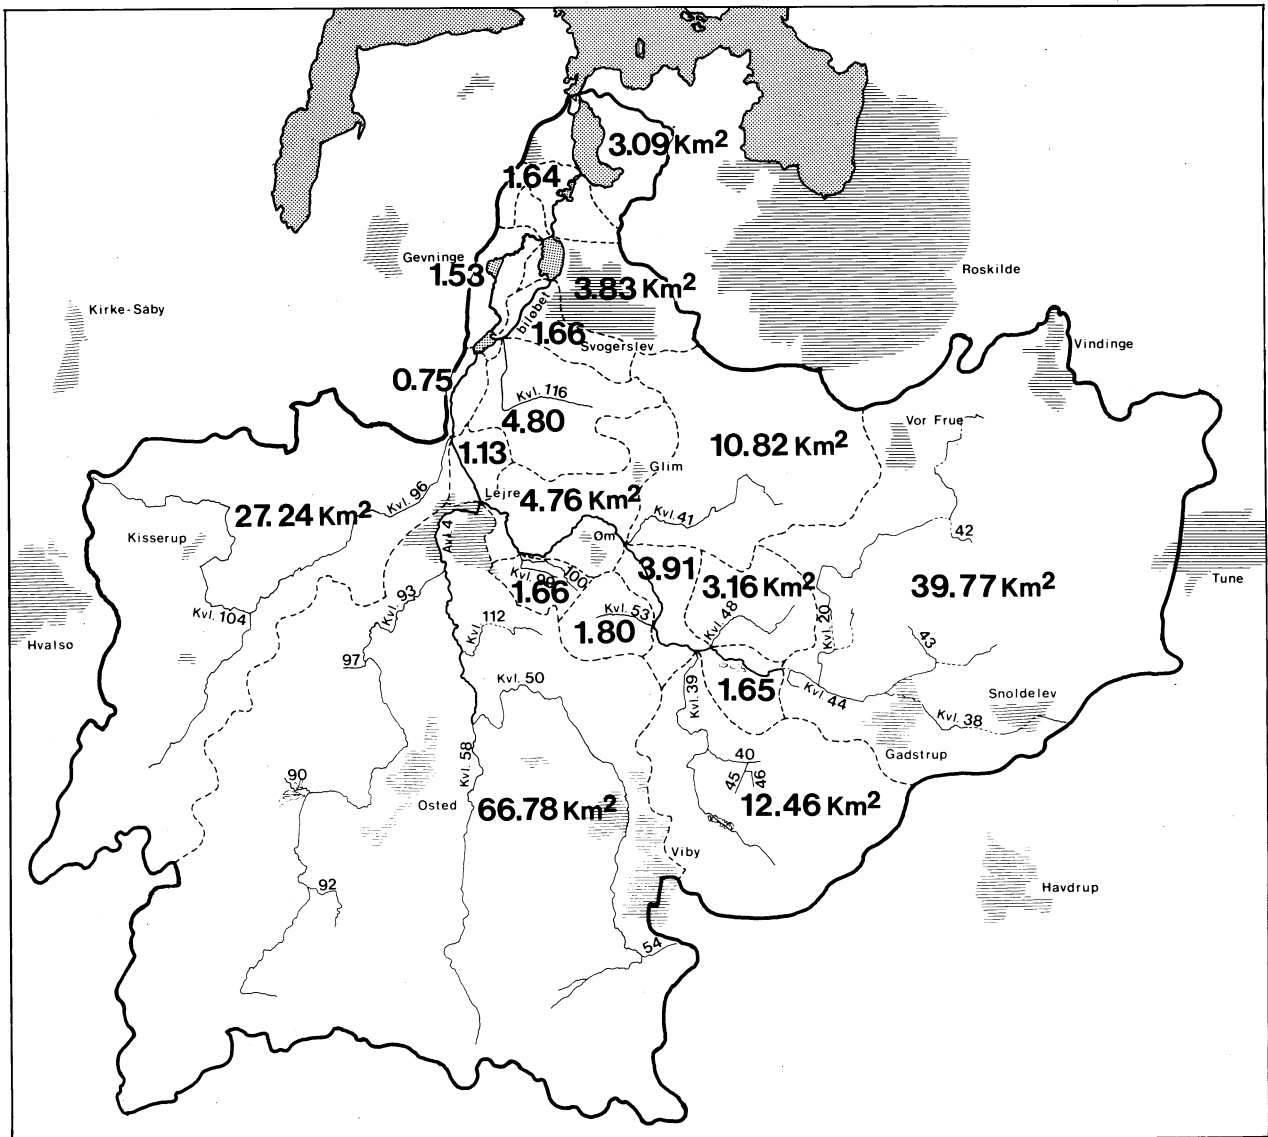 3.09 Km²
1.64
Gevninge
1.53
Roskilde
3.83 Km²
Kirke-Såby
biløbet
1.66
Svogerslev
Vindinge
0.75
Kvl. 116
4.80
Vor Frue
10.82 Km²
1.13
Glim
Lejre
4.76 Km²
Kvl. 96
27.24 Km²
Kvl. 41
Kisserup
Avl. 4
Øm
42
3.91
Kvl. 99
100
1.66
3.16 Km²
39.77 Km²
Tune
Kvl. 93
Kvl. 53
Kvl. 104
Kvl. 112
1.80
Kvl. 48
Kvl. 20
43
Hvalsø
97
Kvl. 50
Kvl. 39
1.65
Kvl. 44
Snoldelev
Kvl. 38
Kvl. 58
40
Gadstrup
90
45
46
Osted
66.78 Km²
12.46 Km²
Viby
92
Havdrup
54